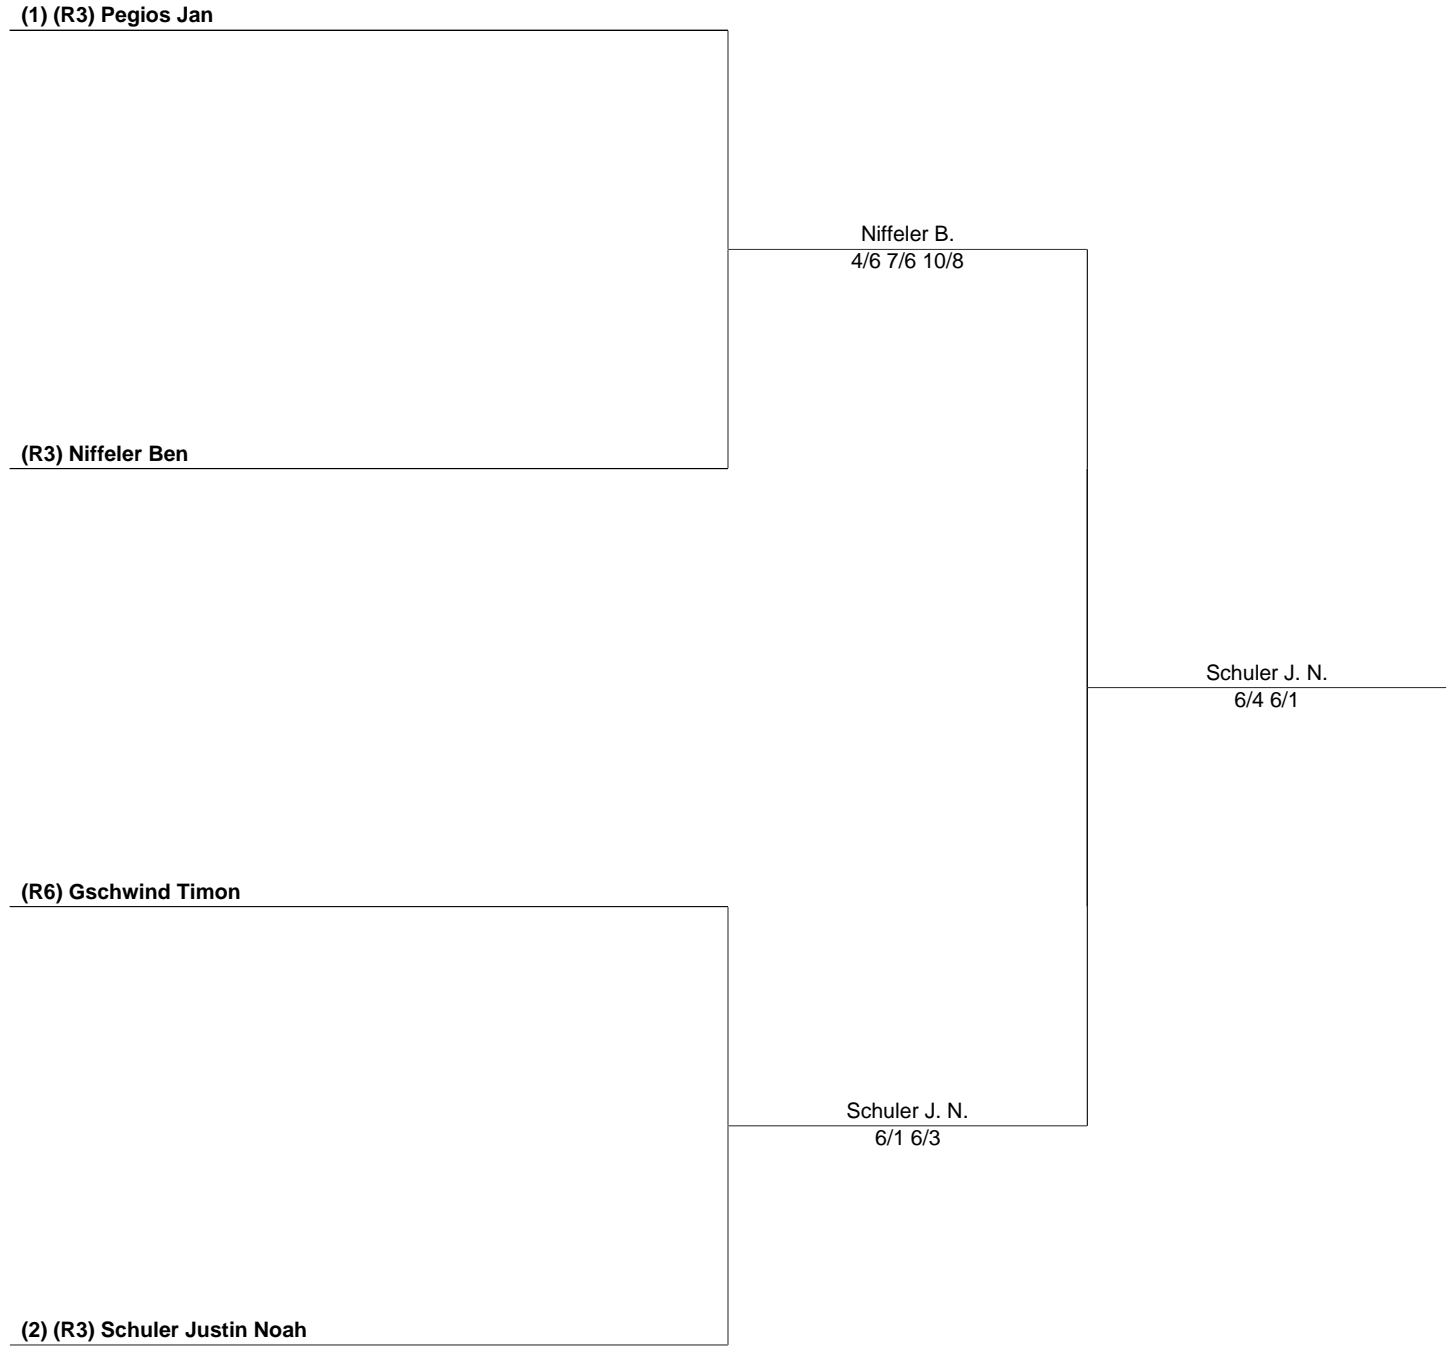 (1) (R3) Pegios Jan
Niffeler B.
4/6 7/6 10/8
(R3) Niffeler Ben
Schuler J. N.
6/4 6/1
(R6) Gschwind Timon
Schuler J. N.
6/1 6/3
(2) (R3) Schuler Justin Noah